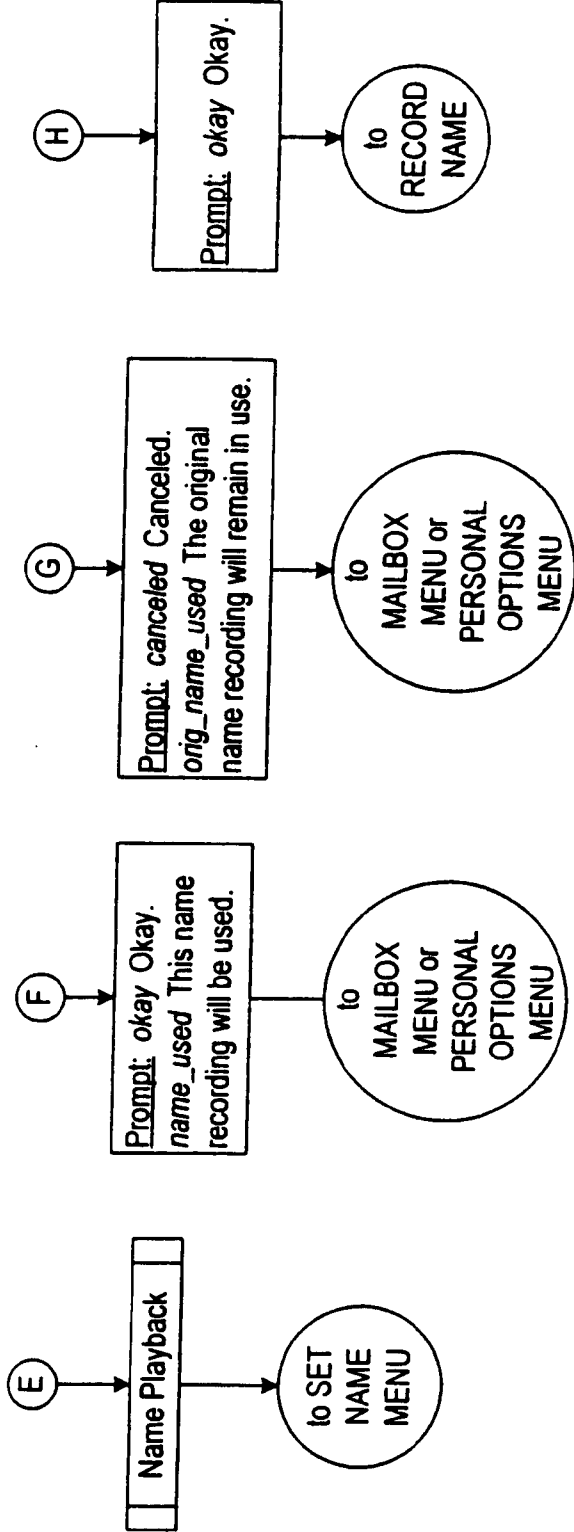 E
Name Playback
to SET
NAME
MENU
F
Prompt: okay Okay.
name_used This name
recording will be used.
to
MAILBOX
MENU or
PERSONAL
OPTIONS
MENU
G
Prompt: canceled Canceled.
orig_name_used The original
name recording will remain in use.
to
MAILBOX
MENU or
PERSONAL
OPTIONS
MENU
H
Prompt: okay Okay.
to
RECORD
NAME